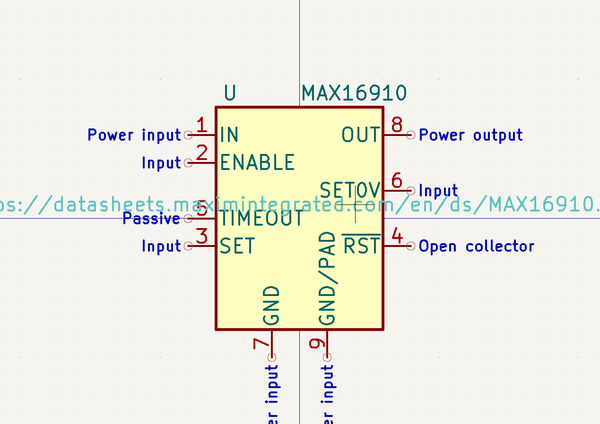 U MAX16910
Power input 1 IN OUT 8 Power output
Input 2 ENABLE
SETOV 6 Input
ps://datasheets.maximintegrated.com/en/ds/MAX16910.
Passive 5 TIMEOUT
Input 3 SET RST 4 Open collector
GND GND/PAD
7 9
er input er input